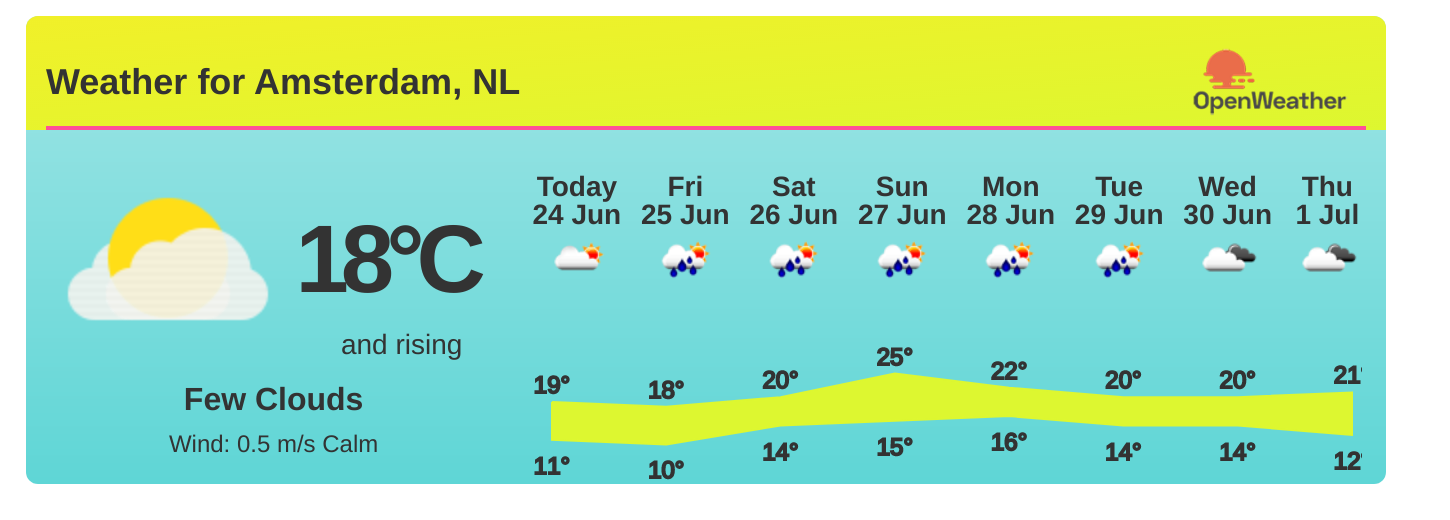 Weather for Amsterdam, NL
OpenWeather
18°C
and rising
Few Clouds
Wind: 0.5 m/s Calm
Today Fri Sat Sun Mon Tue Wed Thu
24 Jun 25 Jun 26 Jun 27 Jun 28 Jun 29 Jun 30 Jun 1 Jul
19° 18° 20° 25° 22° 20° 20° 21°
11° 10° 14° 15° 16° 14° 14° 12°